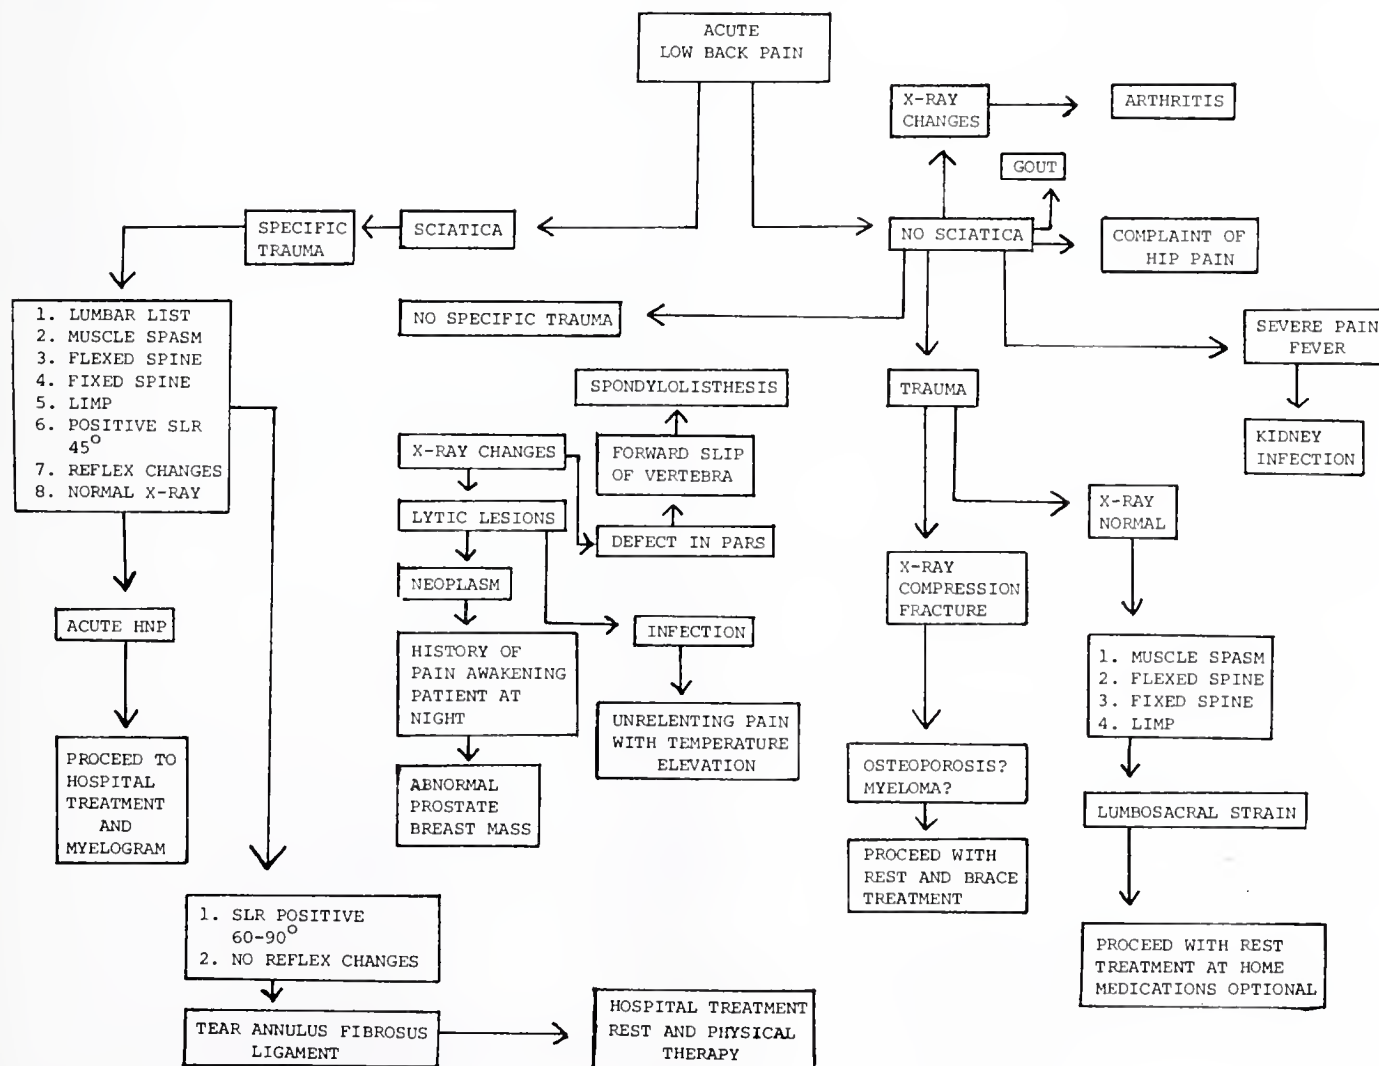 ACUTE
LOW BACK PAIN
X-RAY
CHANGES
ARTHRITIS
GOUT
SPECIFIC
TRAUMA
SCIATICA
NO SCIATICA
COMPLAINT OF
HIP PAIN
1. LUMBAR LIST
2. MUSCLE SPASM
3. FLEXED SPINE
4. FIXED SPINE
5. LIMP
6. POSITIVE SLR
45°
7. REFLEX CHANGES
8. NORMAL X-RAY
NO SPECIFIC TRAUMA
SEVERE PAIN
FEVER
SPONDYLOLISTHESIS
TRAUMA
X-RAY CHANGES
FORWARD SLIP
OF VERTEBRA
KIDNEY
INFECTION
LYTIC LESIONS
DEFECT IN PARS
X-RAY
NORMAL
NEOPLASM
X-RAY
COMPRESSION
FRACTURE
ACUTE HNP
INFECTION
HISTORY OF
PAIN AWAKENING
PATIENT AT
NIGHT
1. MUSCLE SPASM
2. FLEXED SPINE
3. FIXED SPINE
4. LIMP
UNRELENTING PAIN
WITH TEMPERATURE
ELEVATION
PROCEED TO
HOSPITAL
TREATMENT
AND
MYELOGRAM
ABNORMAL
PROSTATE
BREAST MASS
OSTEOPOROSIS?
MYELOMA?
LUMBOSACRAL STRAIN
PROCEED WITH
REST AND BRACE
TREATMENT
1. SLR POSITIVE
60-90°
2. NO REFLEX CHANGES
PROCEED WITH REST
TREATMENT AT HOME
MEDICATIONS OPTIONAL
TEAR ANNULUS FIBROSUS
LIGAMENT
HOSPITAL TREATMENT
REST AND PHYSICAL
THERAPY